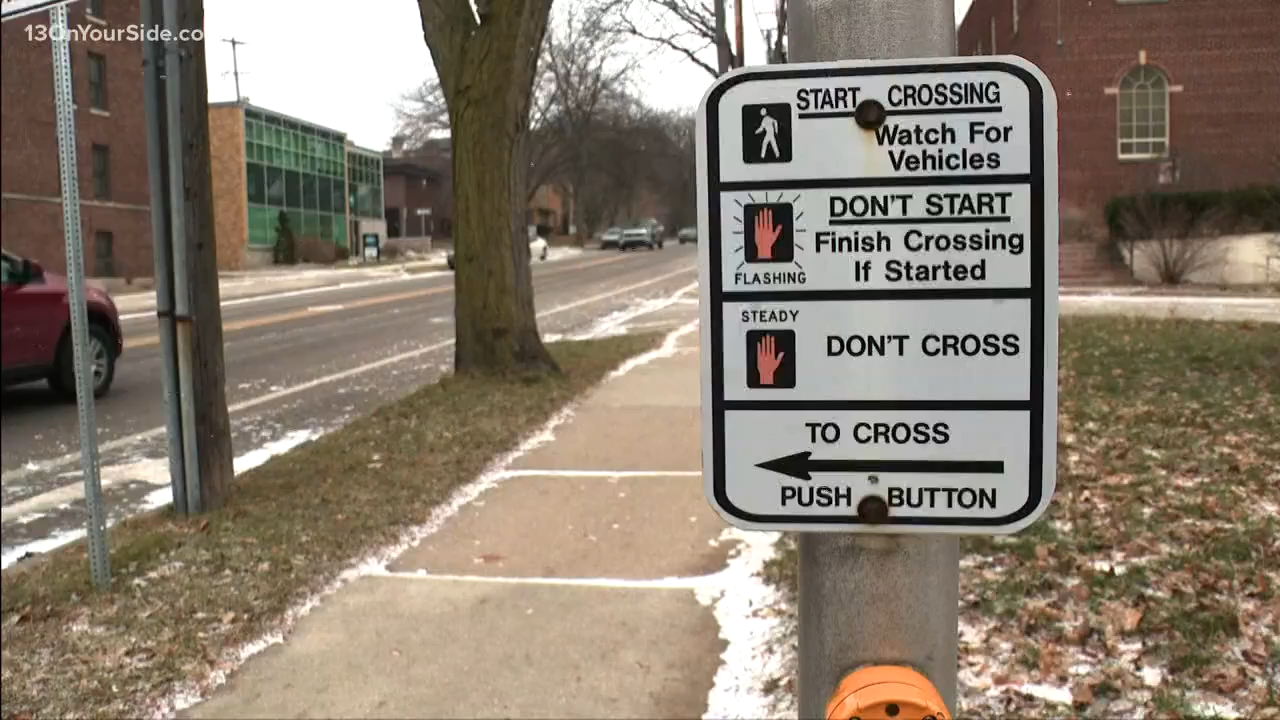 13OnYourSide.co
START CROSSING
Watch For
Vehicles
DON'T START
Finish Crossing
If Started
FLASHING
STEADY
DON'T CROSS
TO CROSS
PUSH BUTTON